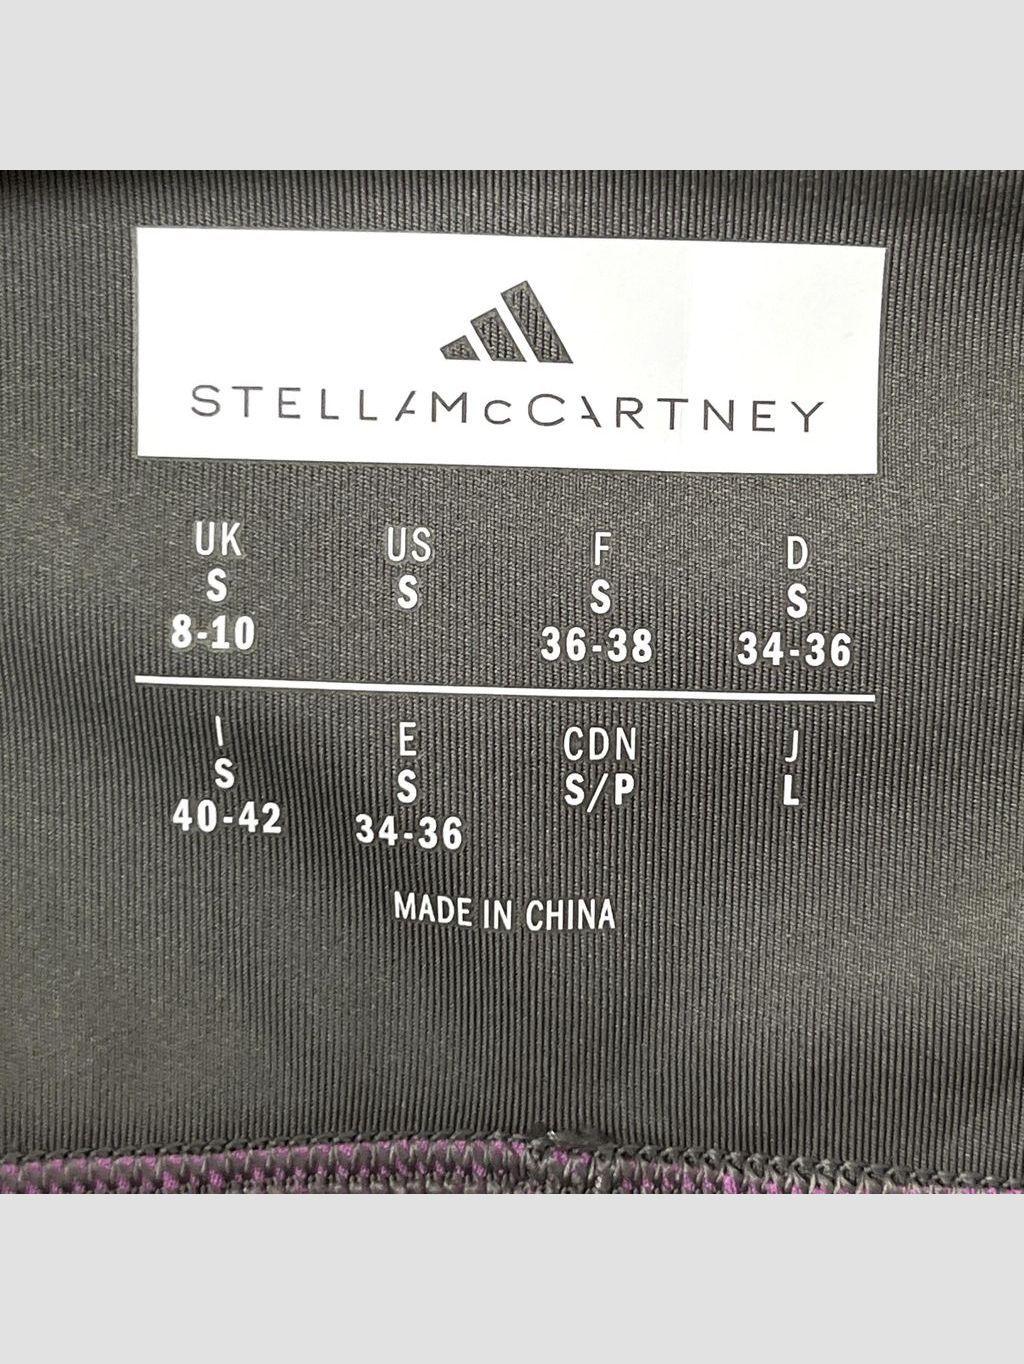 STELLAMcCARTNEY
UK US F D
S S S S
8-10 36-38 34-36
I E CDN J
S S S/P L
40-42 34-36
MADE IN CHINA